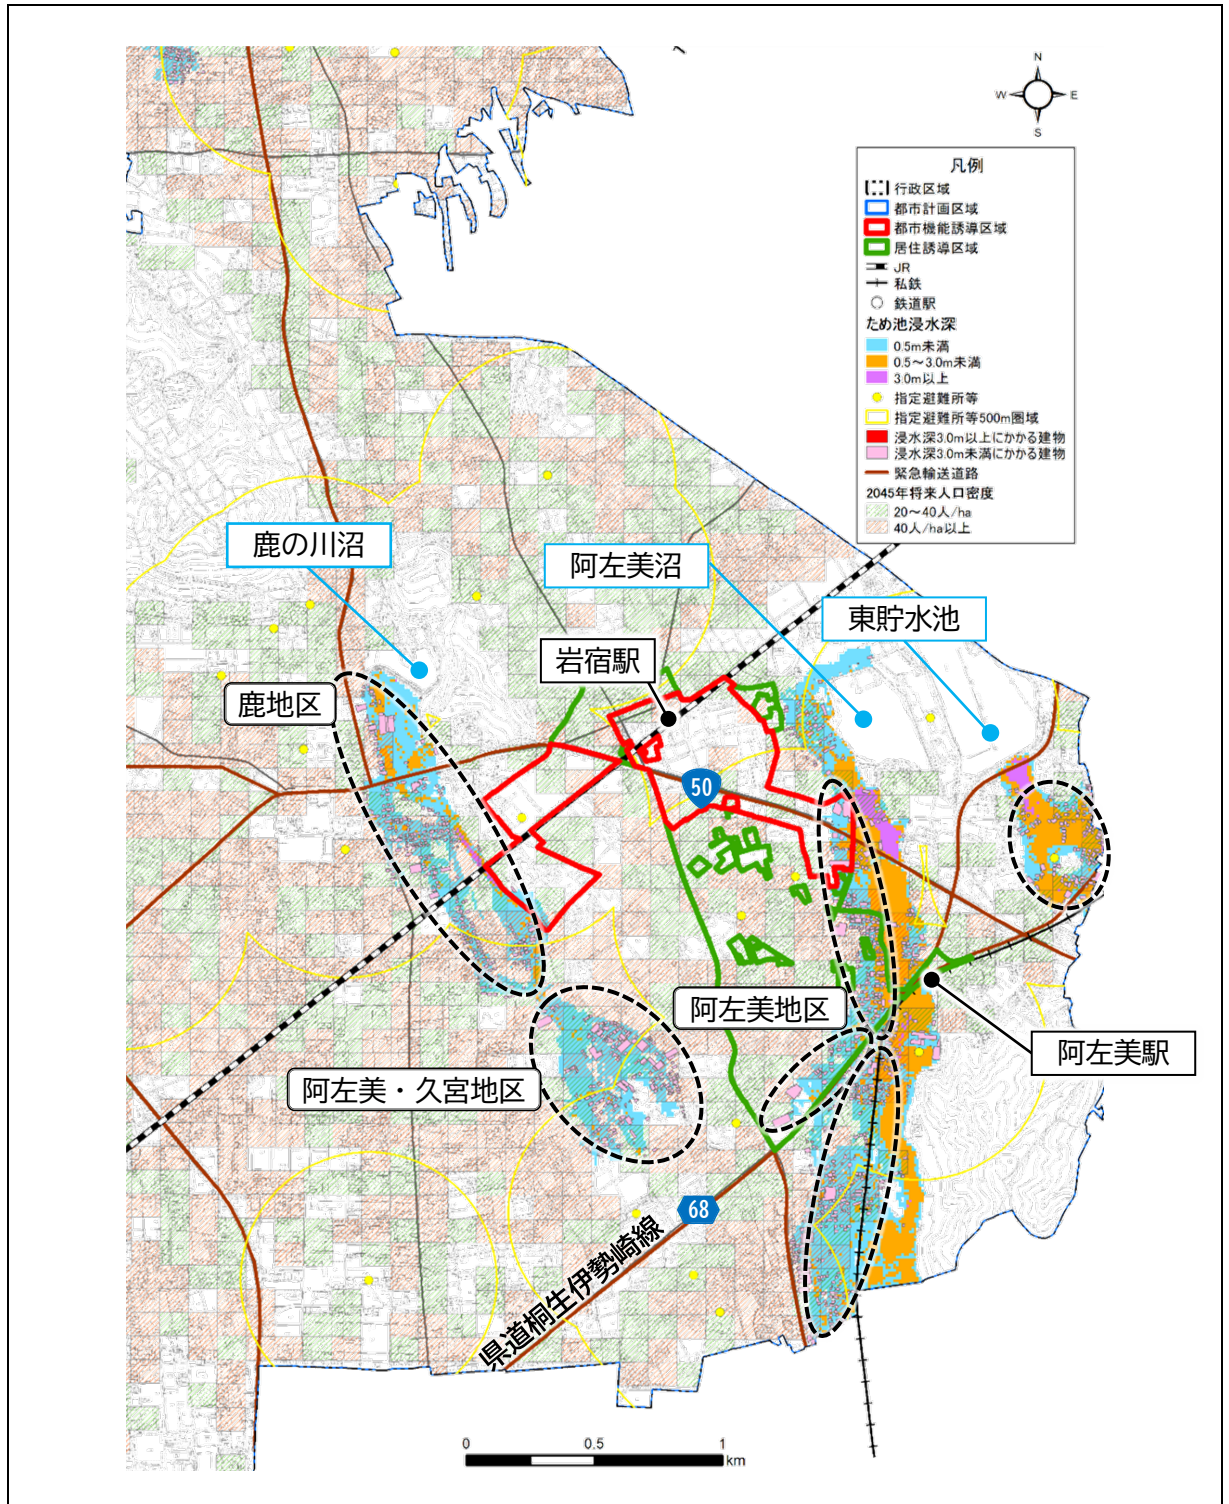 N
W E
S
凡例
行政区域
都市計画区域
都市機能誘導区域
居住誘導区域
JR
私鉄
鉄道駅
ため池浸水深
0.5m未満
0.5～3.0m未満
3.0m以上
指定避難所等
指定避難所等500m圏域
浸水深3.0m以上にかかる建物
浸水深3.0m未満にかかる建物
緊急輸送道路
2045年将来人口密度
20～40人/ha
40人/ha以上
鹿の川沼
阿左美沼
東貯水池
岩宿駅
鹿地区
50
阿左美地区
阿左美駅
阿左美・久宮地区
68
県道桐生伊勢崎線
0 0.5 1
km